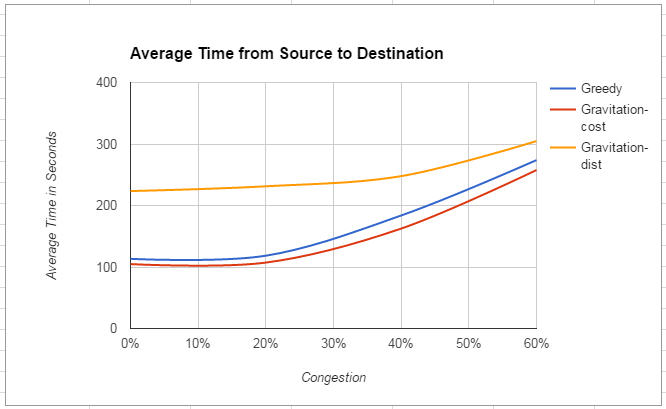 Average Time from Source to Destination
400
300
200
100
0
Average Time in Seconds
0%
10%
20%
30%
40%
50%
60%
Congestion
Greedy
Gravitation-
cost
Gravitation-
dist